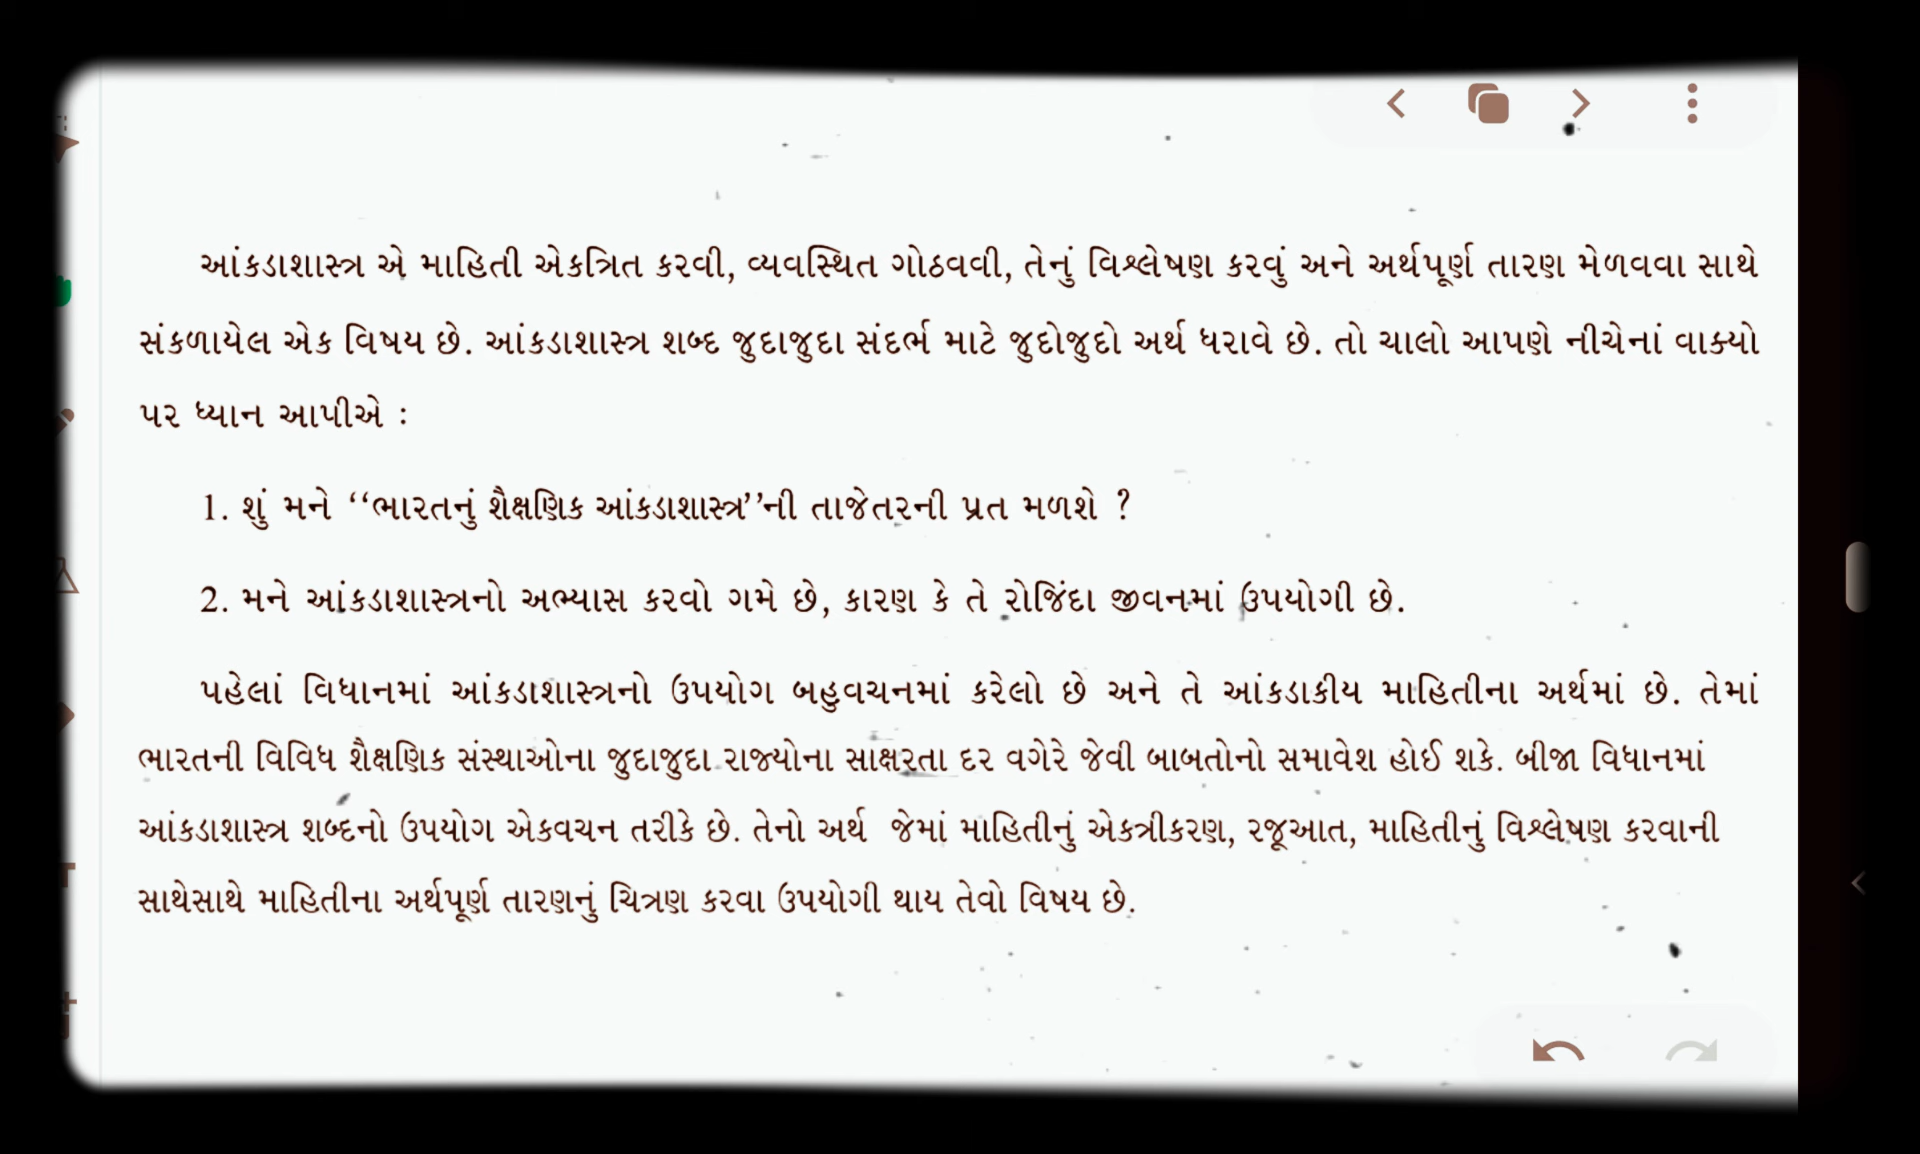 આંકડાશાસ્ત્ર એ માહિતી એકત્રિત કરવી, વ્યવસ્થિત ગોઠવવી, તેનું વિશ્લેષણ કરવું અને અર્થપૂર્ણ તારણ મેળવવા સાથે
સંકળાયેલ એક વિષય છે. આંકડાશાસ્ત્ર શબ્દ જુદાજુદા સંદર્ભ માટે જુદોજુદો અર્થ ધરાવે છે. તો ચાલો આપણે નીચેનાં વાક્યો
પર ધ્યાન આપીએ :
1. શું મને ‘‘ભારતનું શૈક્ષણિક આંકડાશાસ્ત્ર’’ની તાજેતરની પ્રત મળશે ?
2. મને આંકડાશાસ્ત્રનો અભ્યાસ કરવો ગમે છે, કારણ કે તે રોજિંદા જીવનમાં ઉપયોગી છે.
પહેલાં વિધાનમાં આંકડાશાસ્ત્રનો ઉપયોગ બહુવચનમાં કરેલો છે અને તે આંકડાકીય માહિતીના અર્થમાં છે. તેમાં
ભારતની વિવિધ શૈક્ષણિક સંસ્થાઓના જુદાજુદા રાજ્યોના સાક્ષરતા દર વગેરે જેવી બાબતોનો સમાવેશ હોઈ શકે. બીજા વિધાનમાં
આંકડાશાસ્ત્ર શબ્દનો ઉપયોગ એકવચન તરીકે છે. તેનો અર્થ જેમાં માહિતીનું એકત્રીકરણ, રજૂઆત, માહિતીનું વિશ્લેષણ કરવાની
સાથેસાથે માહિતીના અર્થપૂર્ણ તારણનું ચિત્રણ કરવા ઉપયોગી થાય તેવો વિષય છે.